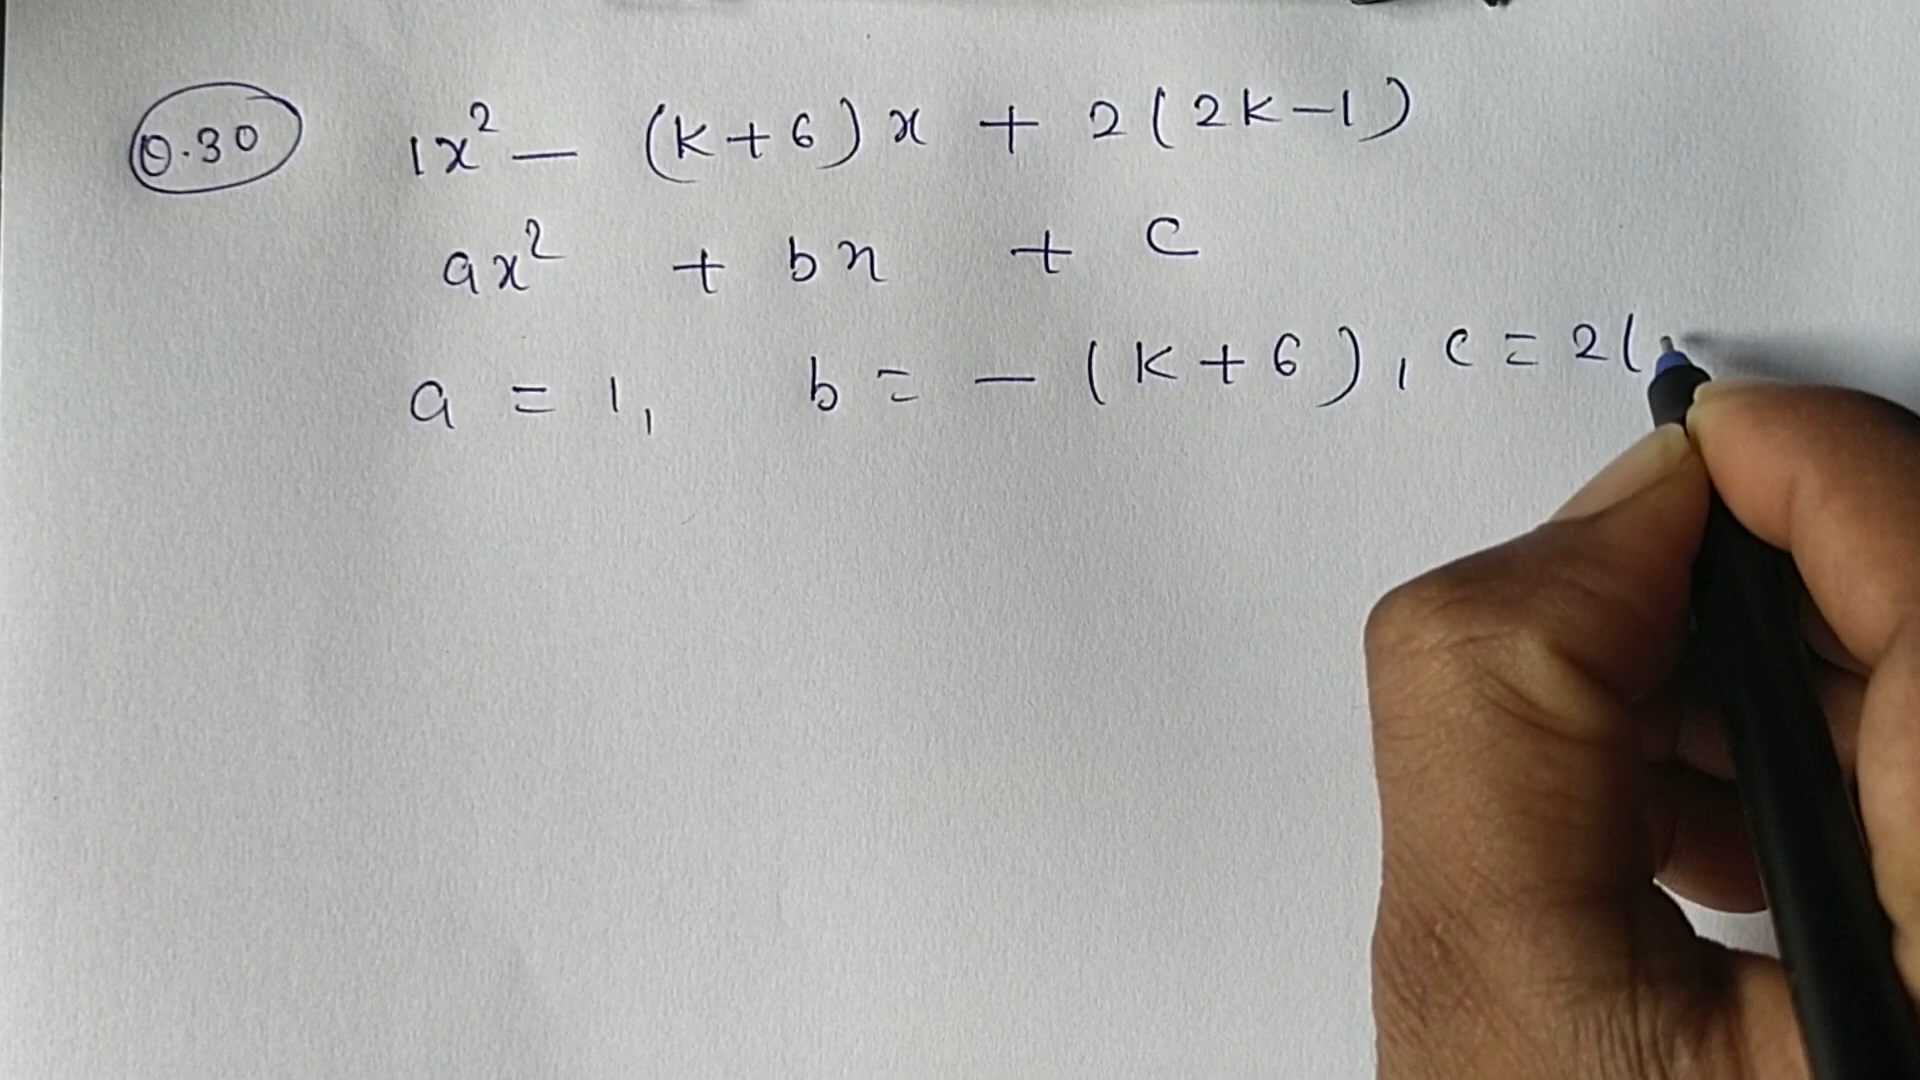 Q.30 1x² - (k+6)x + 2(2k-1)
ax² + bx + c
a = 1, b = - (k+6), c = 2(